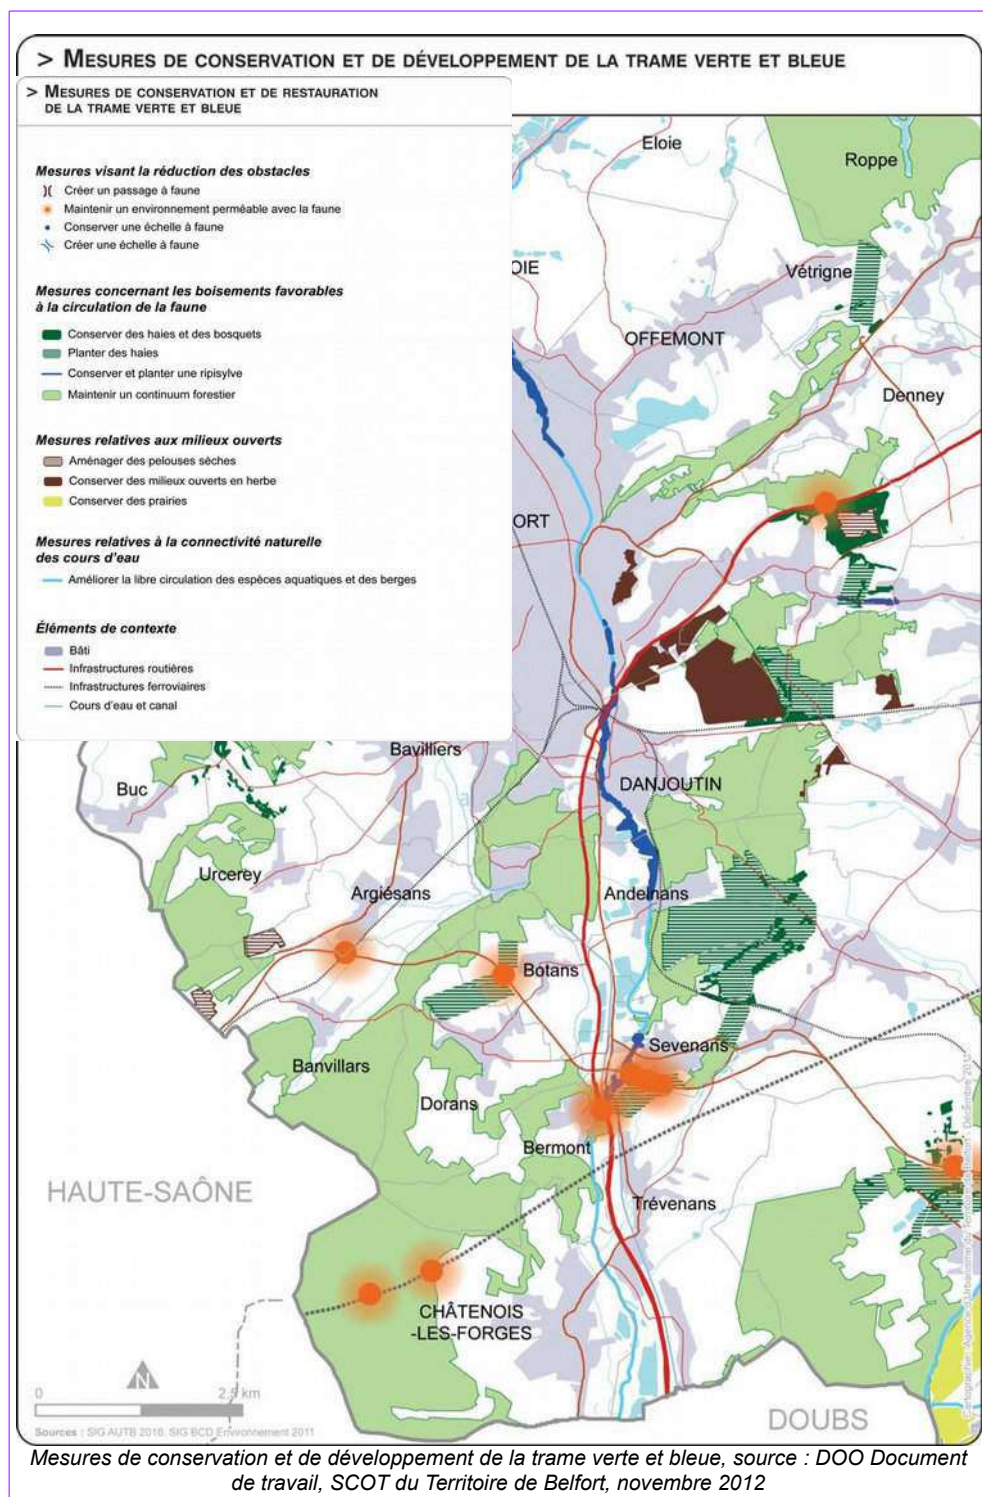 > MESURES DE CONSERVATION ET DE DÉVELOPPEMENT DE LA TRAME VERTE ET BLEUE
> MESURES DE CONSERVATION ET DE RESTAURATION
DE LA TRAME VERTE ET BLEUE
Mesures visant la réduction des obstacles
Créer un passage à faune
Maintenir un environnement perméable avec la faune
Conserver une échelle à faune
Créer une échelle à faune
Mesures concernant les boisements favorables
à la circulation de la faune
Conserver des haies et des bosquets
Planter des haies
Conserver et planter une ripisylve
Maintenir un continuum forestier
Mesures relatives aux milieux ouverts
Aménager des pelouses sèches
Conserver des milieux ouverts en herbe
Conserver des prairies
Mesures relatives à la connectivité naturelle
des cours d'eau
Améliorer la libre circulation des espèces aquatiques et des berges
Éléments de contexte
Bâti
Infrastructures routières
Infrastructures ferroviaires
Cours d'eau et canal
Eloie
Roppe
OIE
Vétrigne
OFFEMONT
Denney
ORT
Bavilliers
Buc
DANJOUTIN
Urcerey
Argiésans
Andelnans
Botans
Sevenans
Banvillars
Dorans
Bermont
HAUTE-SAÔNE
Trévenans
CHÂTENOIS
-LES-FORGES
N
0 2.5 km
DOUBS
Sources : SIG AUTB 2010, SIG BCD Environnement 2011
Cartographie : Agence d'Urbanisme du Territoire de Belfort - Décembre
Mesures de conservation et de développement de la trame verte et bleue, source : DOO Document
de travail, SCOT du Territoire de Belfort, novembre 2012